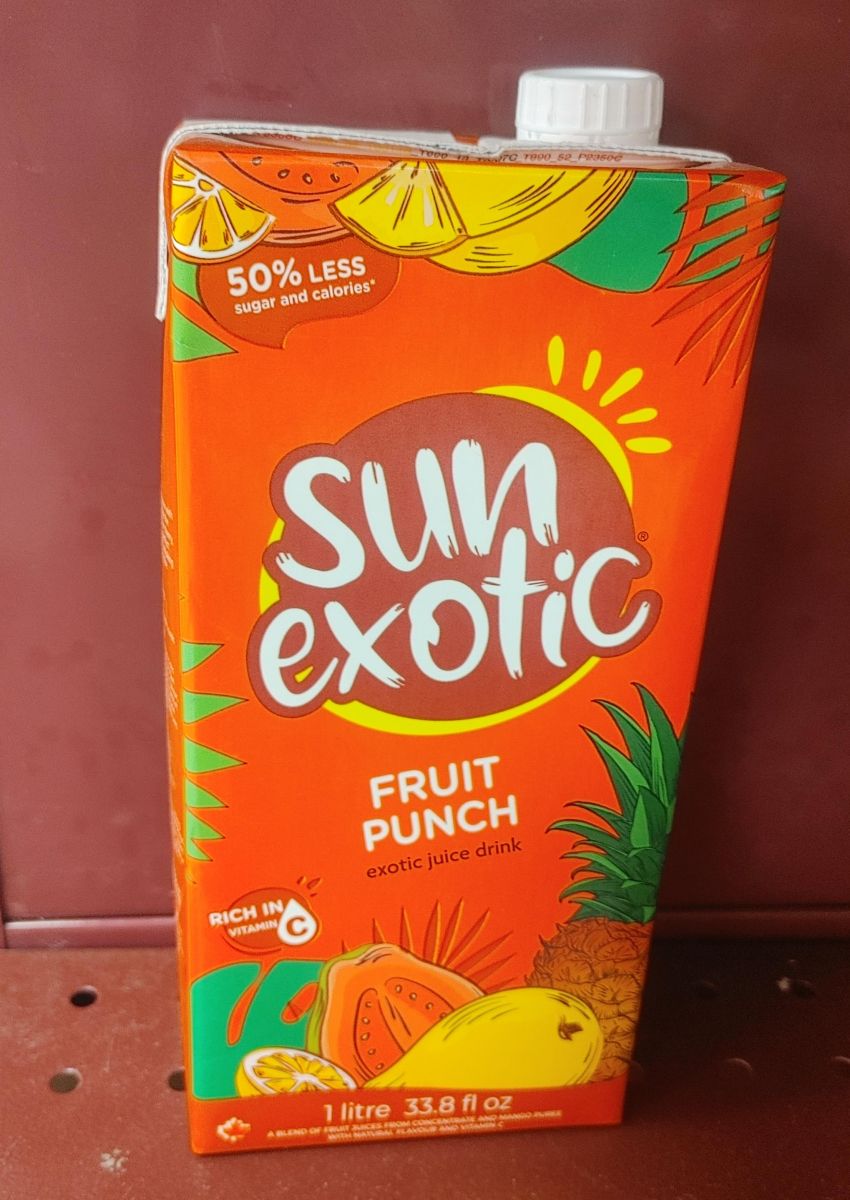 50% LESS
sugar and calories*
sun
exotic®
FRUIT
PUNCH
exotic juice drink
RICH IN
VITAMIN C
1 litre 33.8 fl oz
A BLEND OF FRUIT JUICES FROM CONCENTRATE AND MANGO PUREE
WITH NATURAL FLAVOUR AND VITAMIN C